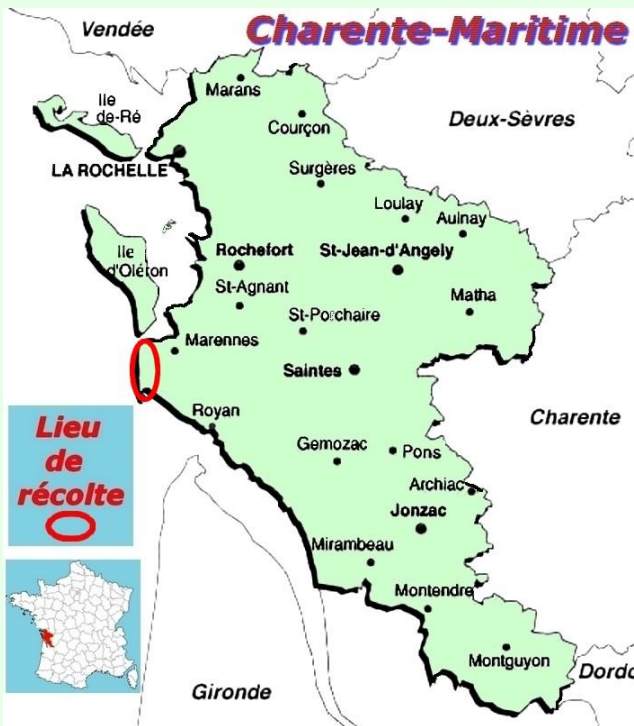 Vendée
Charente-Maritime
Marans
Ile
de-Ré
Courçon
Deux-Sèvres
LA ROCHELLE
Surgères
Loulay
Aulnay
Ile
d'Oléron
Rochefort
St-Jean-d'Angely
St-Agnant
Matha
St-Porchaire
Marennes
Saintes
Charente
Lieu
de
récolte
Royan
Gemozac
Pons
Archiac
Jonzac
Mirambeau
Montendre
Montguyon
Gironde
Dordo